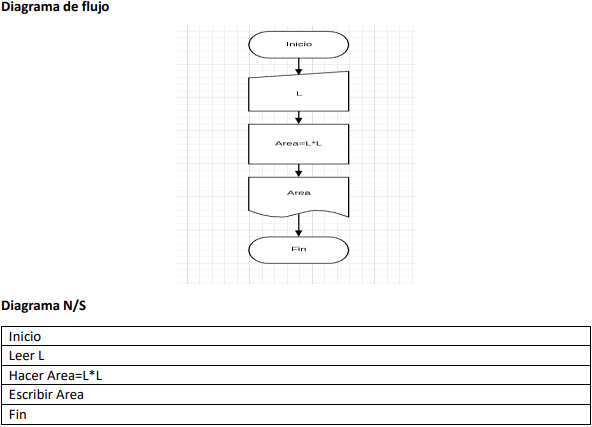 Diagrama de flujo
Inicio
L
Area=L*L
Area
Fin
Diagrama N/S
Inicio
Leer L
Hacer Area=L*L
Escribir Area
Fin